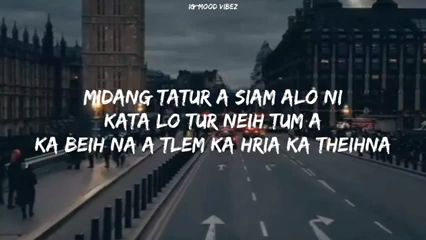 IG MOOD VIBEZ
MIDANG TATUR A SIAM ALO NI
KATA LO TUR NEIH TUM A
KA BEIH NA A TLEM KA HRIA KA THEIHNA